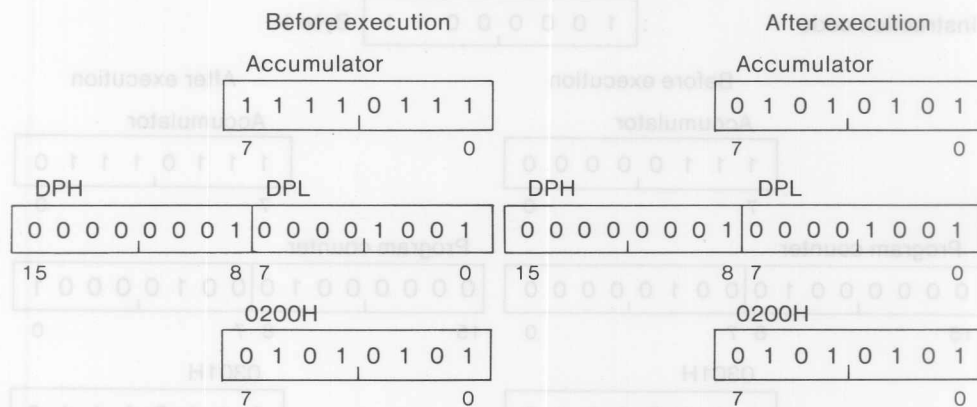 Before execution After execution
Accumulator Accumulator
1 1 1 1 0 1 1 1 0 1 0 1 0 1 0 1
7 0 7 0
DPH DPL DPH DPL
0 0 0 0 0 0 0 1 0 0 0 0 1 0 0 1 0 0 0 0 0 0 0 1 0 0 0 0 1 0 0 1
15 8 7 0 15 8 7 0
0200H 0200H
0 1 0 1 0 1 0 1 0 1 0 1 0 1 0 1
7 0 7 0